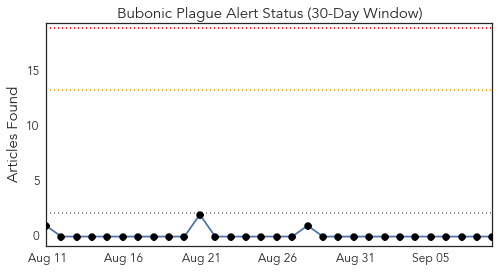 Bubonic Plague Alert Status (30-Day Window)
Articles Found
15
10
5
0
Aug 11 Aug 16 Aug 21 Aug 26 Aug 31 Sep 05